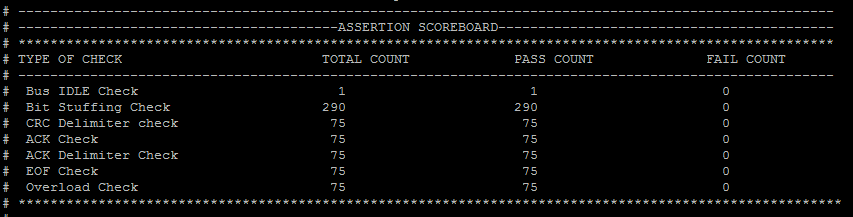 # ------------------------------------------------------------------------------------------------------
# ----------------------------------------ASSERTION SCOREBOARD------------------------------------------
# ******************************************************************************************************
# TYPE OF CHECK                         TOTAL COUNT             PASS COUNT              FAIL COUNT
# ------------------------------------------------------------------------------------------------------
#  Bus IDLE Check                         1                       1                       0
#  Bit Stuffing Check                   290                     290                       0
#  CRC Delimiter check                   75                      75                       0
#  ACK Check                             75                      75                       0
#  ACK Delimiter Check                   75                      75                       0
#  EOF Check                             75                      75                       0
#  Overload Check                        75                      75                       0
# *******************************************************************************************************